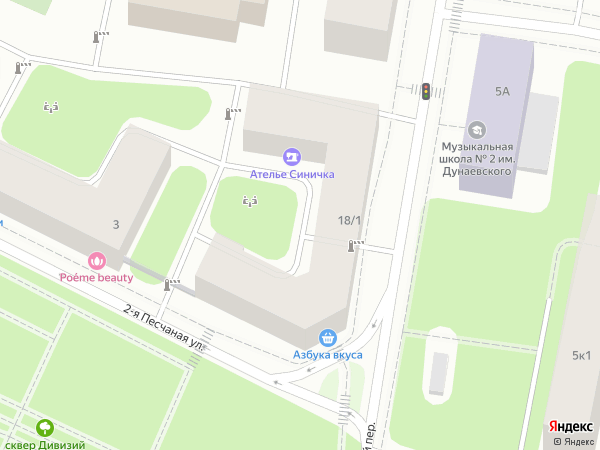 5А
Музыкальная
школа № 2 им.
Дунаевского
Ателье Синичка
18/1
3
Poéme beauty
2-я Песчаная ул.
Азбука вкуса
5к1
пер.
сквер Дивизий
Яндекс
© Яндекс